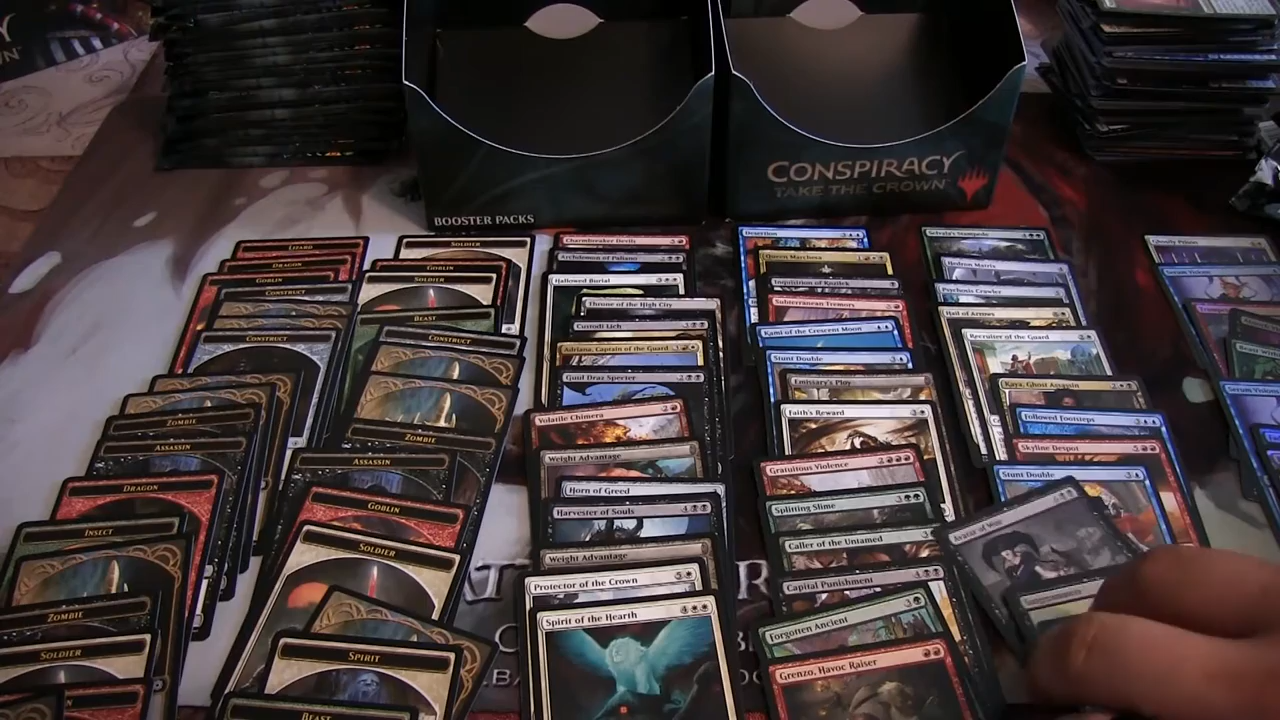 CONSPIRACY
TAKE THE CROWN
BOOSTER PACKS
LIZARD
DRAGON
GOBLIN
CONSTRUCT
CONSTRUCT
ZOMBIE
ASSASSIN
DRAGON
INSECT
ZOMBIE
SOLDIER
SOLDIER
GOBLIN
SOLDIER
BEAST
CONSTRUCT
ZOMBIE
ASSASSIN
GOBLIN
SOLDIER
SPIRIT
BEAST
Charmbreaker Devils
Archdemon of Paliano
Hallowed Burial
Throne of the High City
Custodi Lich
Adriana, Captain of the Guard
Guul Draz Specter
Volatile Chimera
Weight Advantage
Horn of Greed
Harvester of Souls
Weight Advantage
Protector of the Crown
Spirit of the Hearth
Desertion
Queen Marchesa
Inquisition of Kozilek
Subterranean Tremors
Kami of the Crescent Moon
Stunt Double
Emissary's Ploy
Faith's Reward
Gratuitous Violence
Splitting Slime
Caller of the Untamed
Capital Punishment
Forgotten Ancient
Grenzo, Havoc Raiser
Selvala's Stampede
Hedron Matrix
Psychosis Crawler
Hail of Arrows
Recruiter of the Guard
Kaya, Ghost Assassin
Followed Footsteps
Skyline Despot
Stunt Double
Avatar of Woe
Ghostly Prison
Serum Visions
Serum Visions